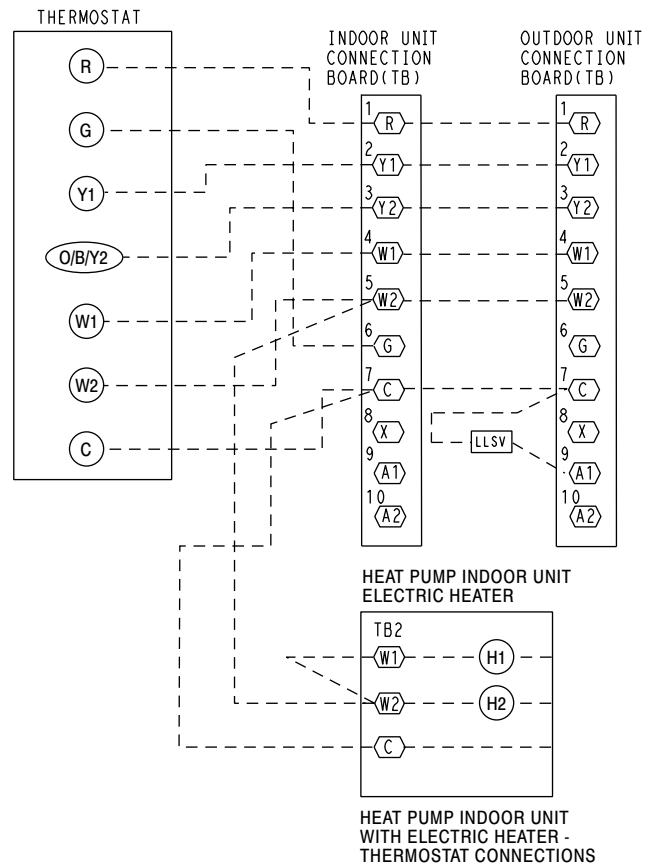 THERMOSTAT
R
G
Y1
O/B/Y2
W1
W2
C
INDOOR UNIT
CONNECTION
BOARD(TB)
1
R
2
Y1
3
Y2
4
W1
5
W2
6
G
7
C
8
X
9
A1
10
A2
OUTDOOR UNIT
CONNECTION
BOARD(TB)
1
R
2
Y1
3
Y2
4
W1
5
W2
6
G
7
C
8
X
9
A1
10
A2
LLSV
HEAT PUMP INDOOR UNIT
ELECTRIC HEATER
TB2
W1
H1
W2
H2
C
HEAT PUMP INDOOR UNIT
WITH ELECTRIC HEATER -
THERMOSTAT CONNECTIONS